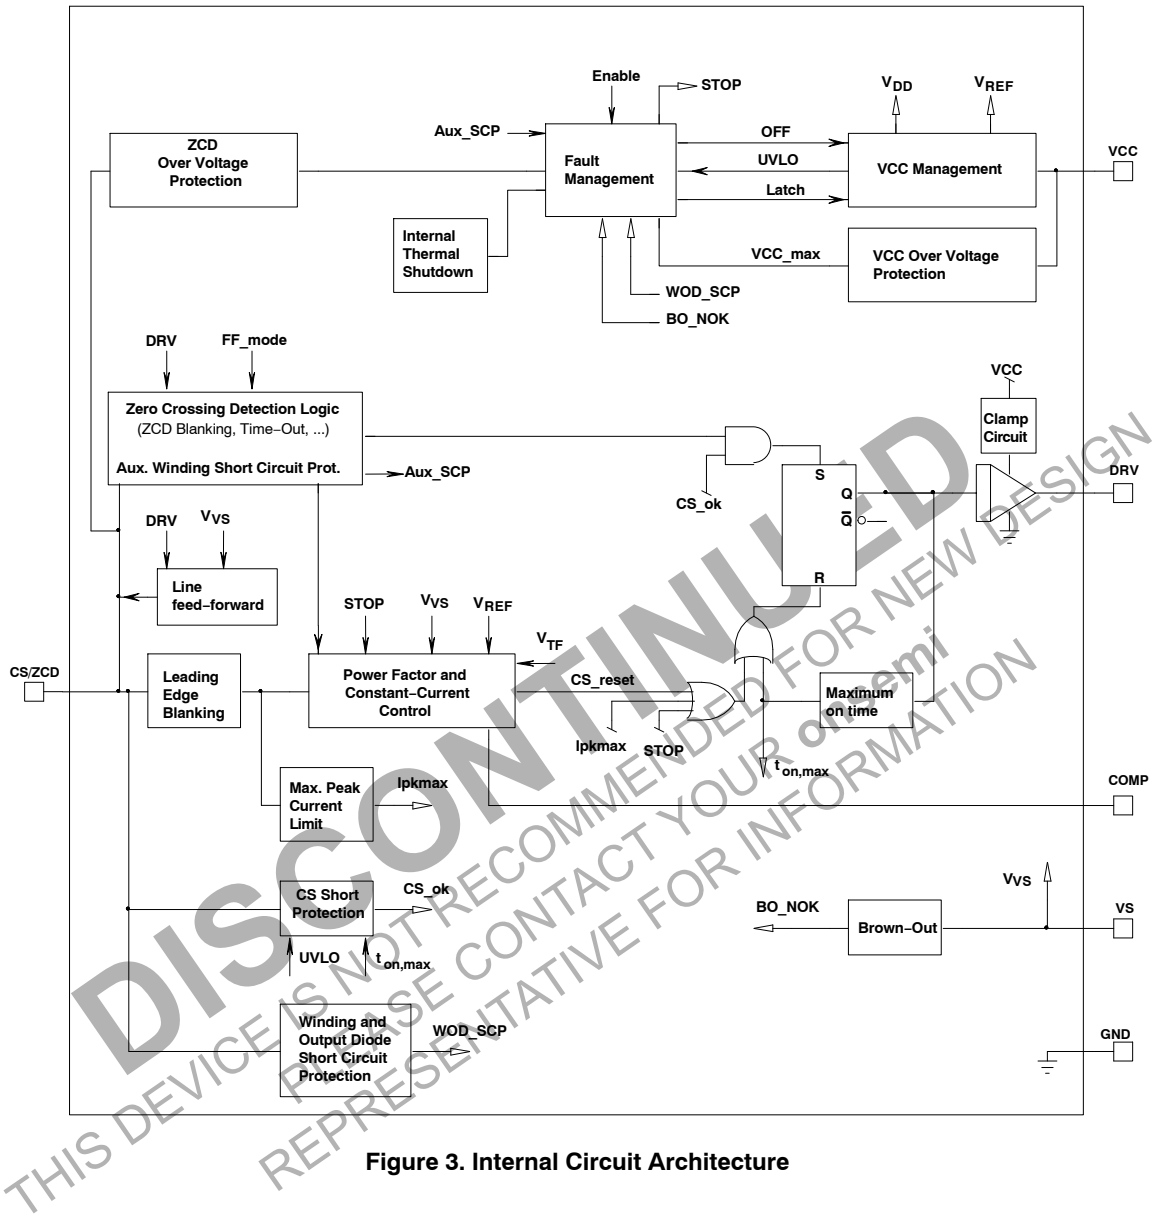 Enable
STOP
VDD
VREF
Aux_SCP
OFF
ZCD
Over Voltage
Protection
Fault
Management
UVLO
VCC Management
VCC
Latch
Internal
Thermal
Shutdown
VCC_max
VCC Over Voltage
Protection
WOD_SCP
BO_NOK
DRV
FF_mode
VCC
Zero Crossing Detection Logic
(ZCD Blanking, Time−Out, ...)
Aux. Winding Short Circuit Prot.
Aux_SCP
Clamp
Circuit
CS_ok
S
Q
Q
R
DRV
DRV
VVS
Line
feed−forward
STOP
VVS
VREF
VTF
CS/ZCD
Leading
Edge
Blanking
Power Factor and
Constant−Current
Control
CS_reset
Ipkmax
STOP
Maximum
on time
ton,max
Max. Peak
Current
Limit
Ipkmax
COMP
CS Short
Protection
CS_ok
UVLO
ton,max
BO_NOK
Brown−Out
VVS
VS
Winding and
Output Diode
Short Circuit
Protection
WOD_SCP
GND
DISCONTINUED
THIS DEVICE IS NOT RECOMMENDED FOR NEW DESIGN
PLEASE CONTACT YOUR onsemi
REPRESENTATIVE FOR INFORMATION
Figure 3. Internal Circuit Architecture